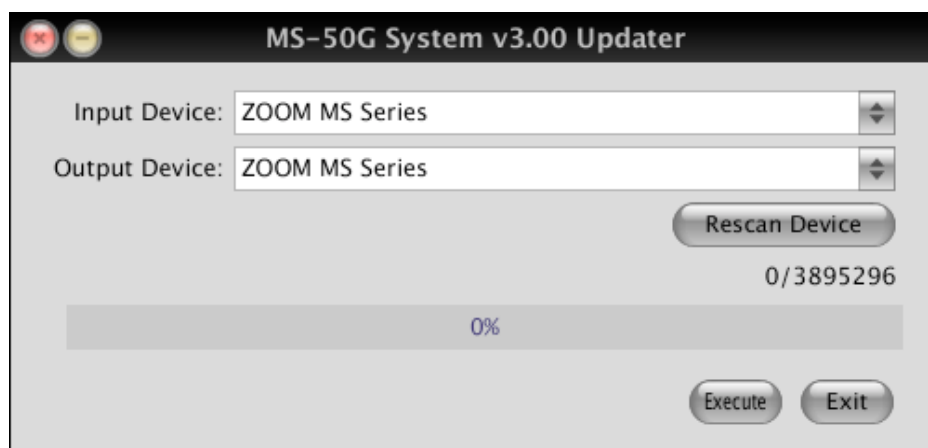 MS-50G System v3.00 Updater
Input Device: ZOOM MS Series
Output Device: ZOOM MS Series
Rescan Device
0/3895296
0%
Execute Exit